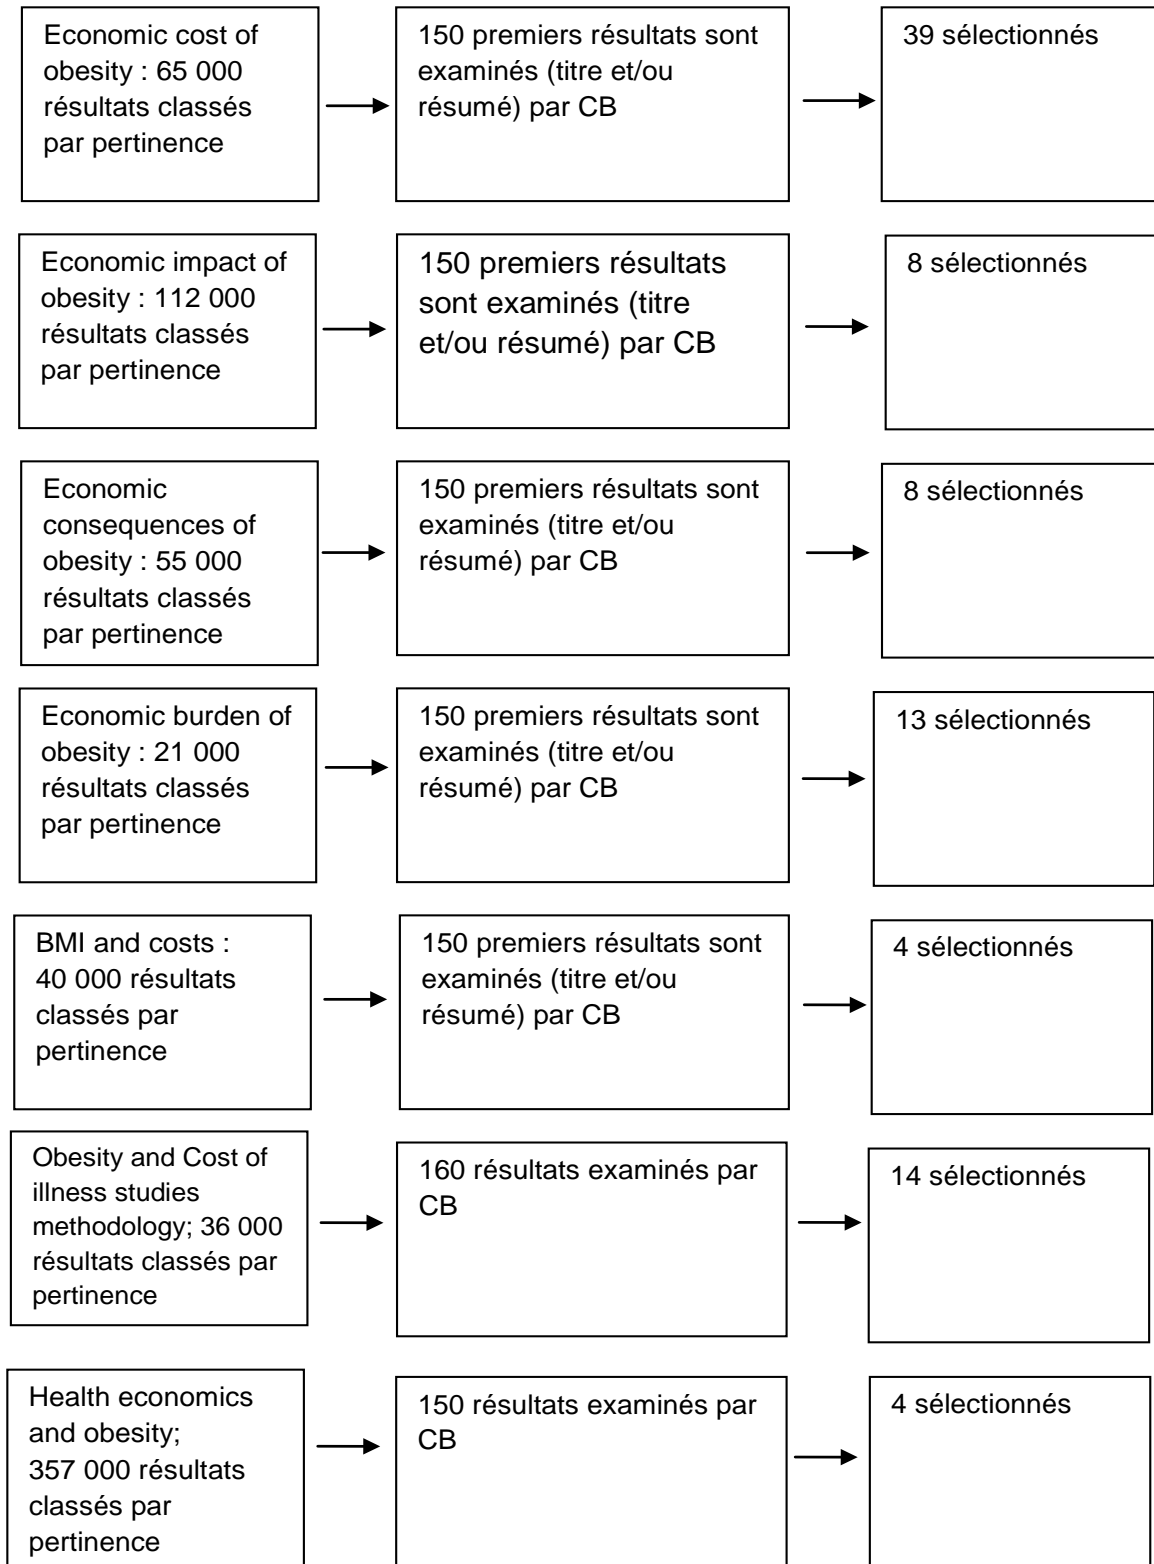 Economic cost of
obesity : 65 000
résultats classés
par pertinence
150 premiers résultats sont
examinés (titre et/ou
résumé) par CB
39 sélectionnés
Economic impact of
obesity : 112 000
résultats classés
par pertinence
150 premiers résultats
sont examinés (titre
et/ou résumé) par CB
8 sélectionnés
Economic
consequences of
obesity : 55 000
résultats classés
par pertinence
150 premiers résultats sont
examinés (titre et/ou
résumé) par CB
8 sélectionnés
Economic burden of
obesity : 21 000
résultats classés
par pertinence
150 premiers résultats sont
examinés (titre et/ou
résumé) par CB
13 sélectionnés
BMI and costs :
40 000 résultats
classés par
pertinence
150 premiers résultats sont
examinés (titre et/ou
résumé) par CB
4 sélectionnés
Obesity and Cost of
illness studies
methodology; 36 000
résultats classés par
pertinence
160 résultats examinés par
CB
14 sélectionnés
Health economics
and obesity;
357 000 résultats
classés par
pertinence
150 résultats examinés par
CB
4 sélectionnés